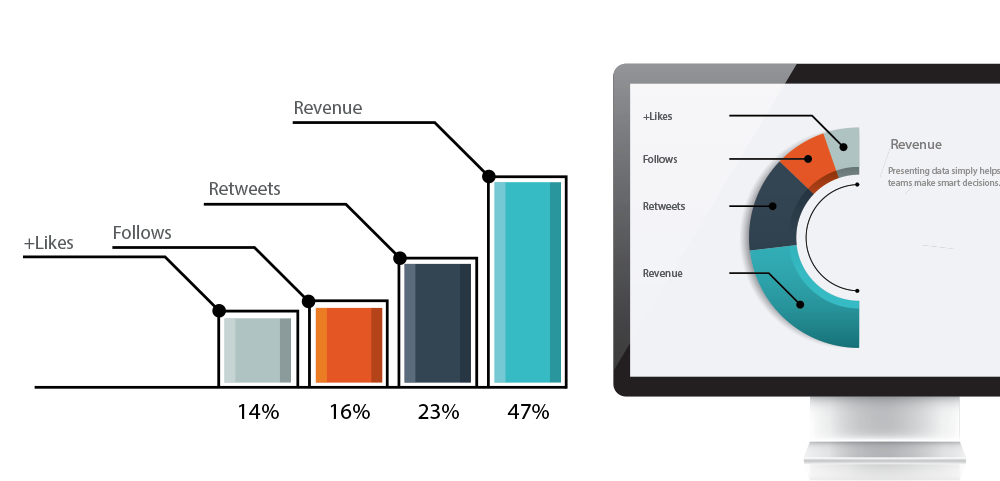 Revenue
Retweets
Follows
+Likes
14%
16%
23%
47%
+Likes
Follows
Retweets
Revenue
Revenue
Presenting data simply helps
teams make smart decisions.